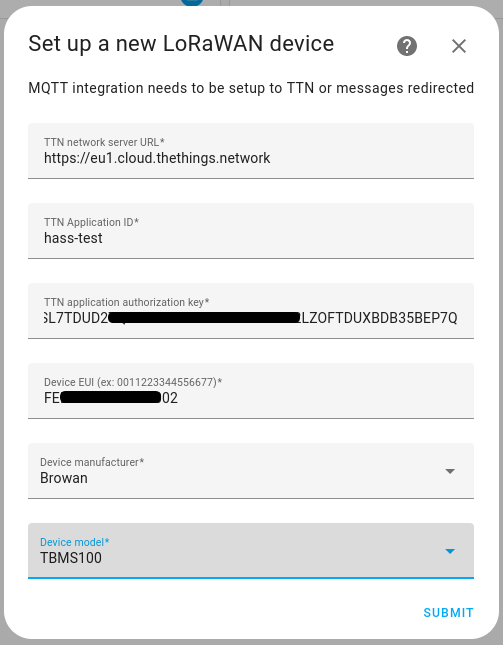 Set up a new LoRaWAN device
MQTT integration needs to be setup to TTN or messages redirected
TTN network server URL*
https://eu1.cloud.thethings.network
TTN Application ID*
hass-test
TTN application authorization key*
SL7TDUD2 LZOFTDUXBDB35BEP7Q
Device EUI (ex: 0011223344556677)*
FE 02
Device manufacturer*
Browan
Device model*
TBMS100
SUBMIT